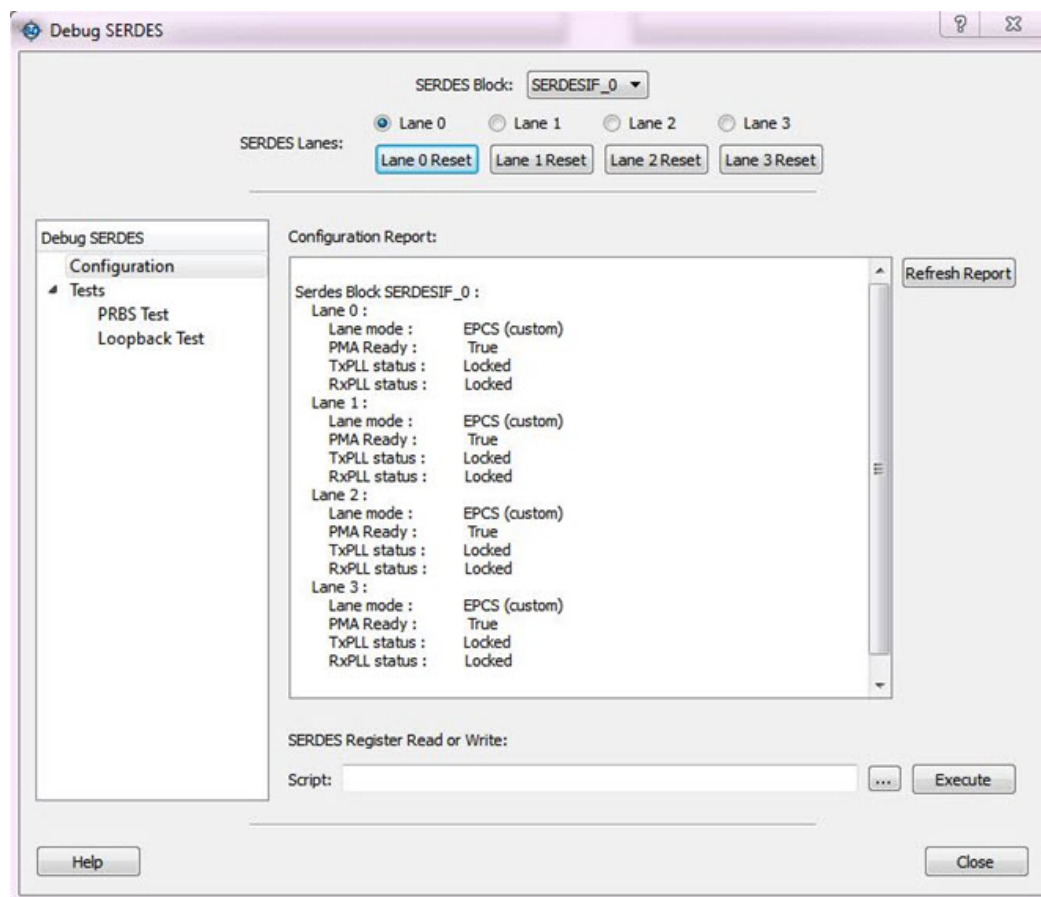 Debug SERDES
SERDES Block: SERDESIF_0
SERDES Lanes:
Lane 0 Lane 1 Lane 2 Lane 3
Lane 0 Reset Lane 1 Reset Lane 2 Reset Lane 3 Reset
Debug SERDES
Configuration
Tests
PRBS Test
Loopback Test
Configuration Report:
Refresh Report
Serdes Block SERDESIF_0 :
Lane 0 :
Lane mode : EPCS (custom)
PMA Ready : True
TxPLL status : Locked
RxPLL status : Locked
Lane 1 :
Lane mode : EPCS (custom)
PMA Ready : True
TxPLL status : Locked
RxPLL status : Locked
Lane 2 :
Lane mode : EPCS (custom)
PMA Ready : True
TxPLL status : Locked
RxPLL status : Locked
Lane 3 :
Lane mode : EPCS (custom)
PMA Ready : True
TxPLL status : Locked
RxPLL status : Locked
SERDES Register Read or Write:
Script: ... Execute
Help Close